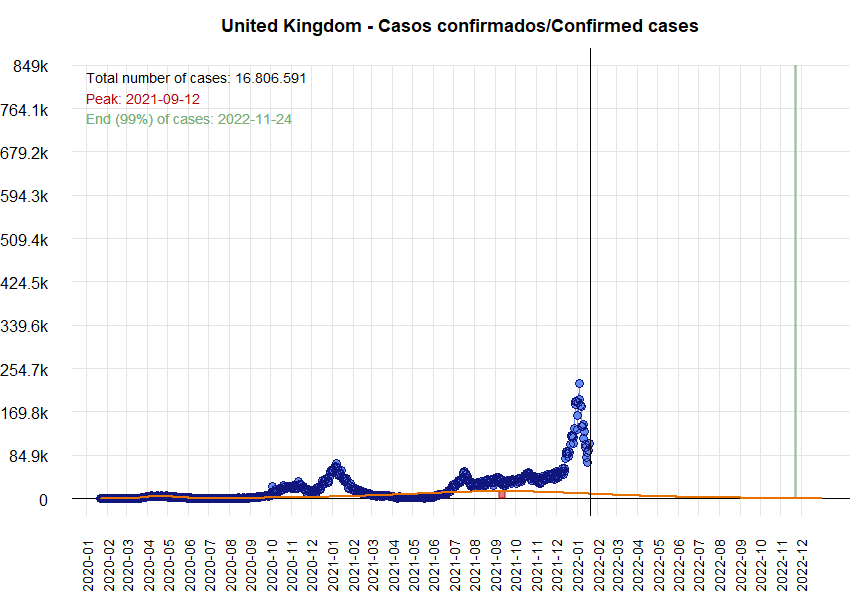 United Kingdom - Casos confirmados/Confirmed cases
849k
764.1k
679.2k
594.3k
509.4k
424.5k
339.6k
254.7k
169.8k
84.9k
0
Total number of cases: 16.806.591
Peak: 2021-09-12
End (99%) of cases: 2022-11-24
2020-01
2020-02
2020-03
2020-04
2020-05
2020-06
2020-07
2020-08
2020-09
2020-10
2020-11
2020-12
2021-01
2021-02
2021-03
2021-04
2021-05
2021-06
2021-07
2021-08
2021-09
2021-10
2021-11
2021-12
2022-01
2022-02
2022-03
2022-04
2022-05
2022-06
2022-07
2022-08
2022-09
2022-10
2022-11
2022-12